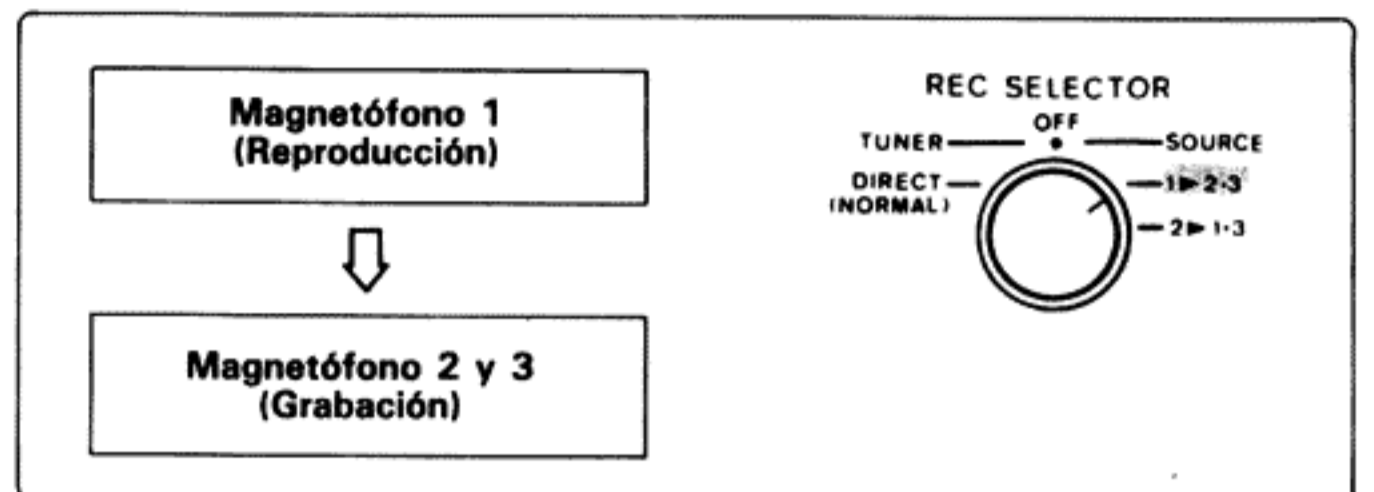 Magnetófono 1
(Reproducción)
Magnetófono 2 y 3
(Grabación)
REC SELECTOR
OFF
TUNER
SOURCE
DIRECT
(NORMAL)
1▶2·3
2▶1·3